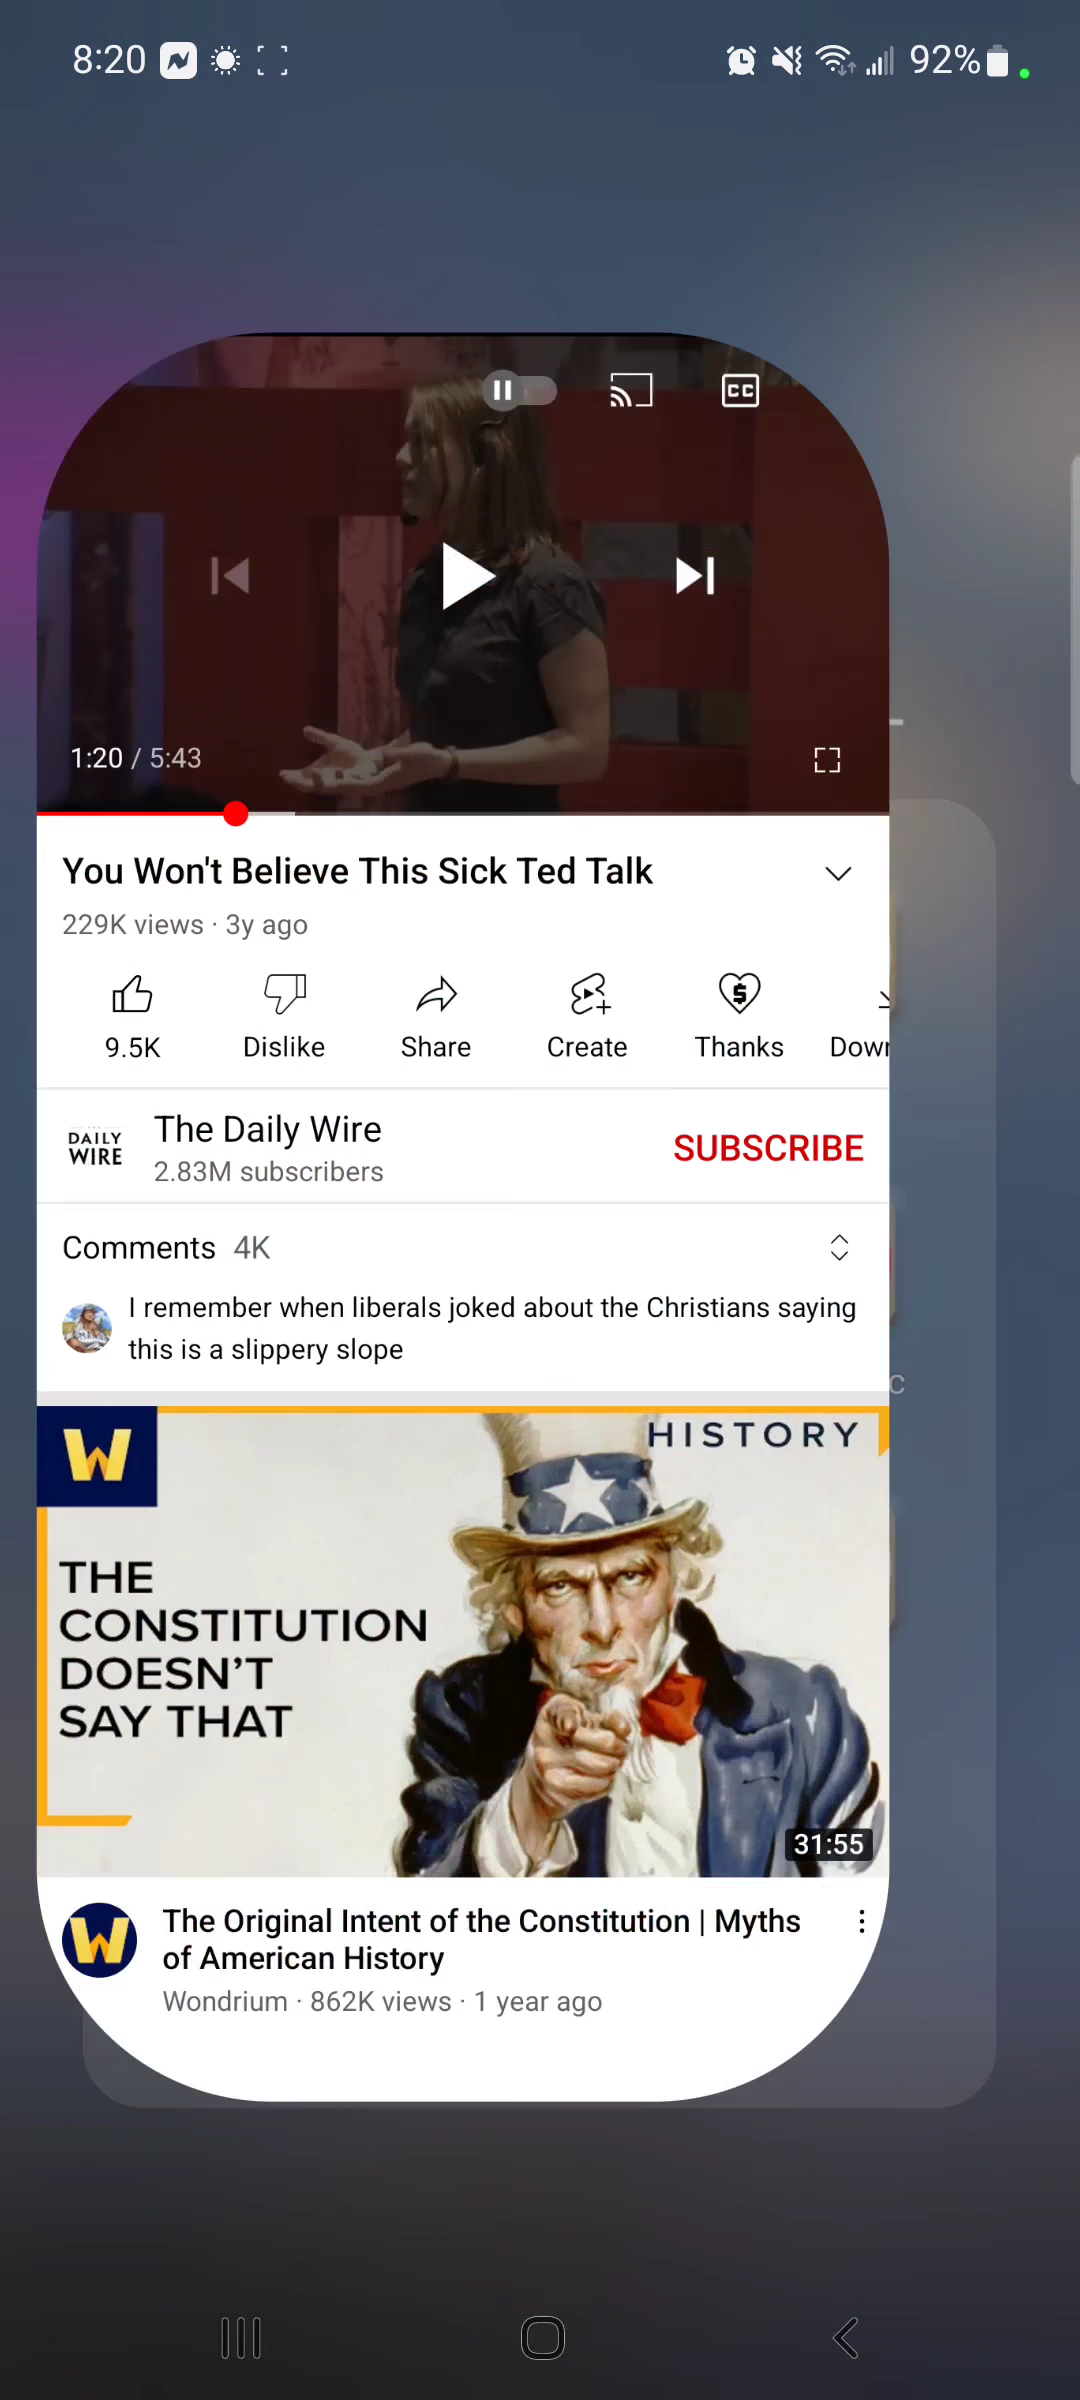 8:20
92%
CC
1:20 / 5:43
You Won't Believe This Sick Ted Talk
229K views · 3y ago
9.5K
Dislike
Share
Create
Thanks
Down
The Daily Wire
DAILY
WIRE
2.83M subscribers
SUBSCRIBE
Comments 4K
I remember when liberals joked about the Christians saying
this is a slippery slope
c
W
HISTORY
THE
CONSTITUTION
DOESN'T
SAY THAT
31:55
W
The Original Intent of the Constitution | Myths
of American History
Wondrium · 862K views · 1 year ago